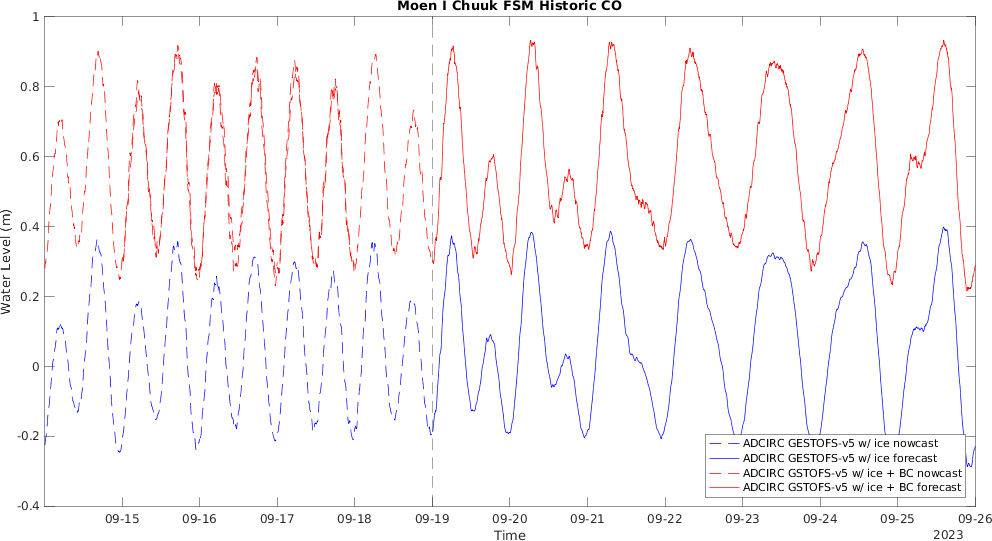 Moen I Chuuk FSM Historic CO
1
0.8
0.6
0.4
0.2
0
-0.2
-0.4
Water Level (m)
ADCIRC GESTOFS-v5 w/ ice nowcast
ADCIRC GESTOFS-v5 w/ ice forecast
ADCIRC GSTOFS-v5 w/ ice + BC nowcast
ADCIRC GSTOFS-v5 w/ ice + BC forecast
09-15 09-16 09-17 09-18 09-19 09-20 09-21 09-22 09-23 09-24 09-25 09-26
Time
2023